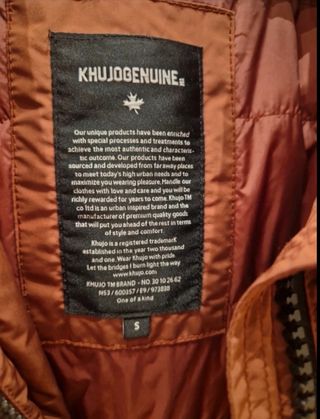 KHUJOGENUINE
Our unique products have been enriched
with special processes and treatments to
achieve the most authentic and characteris-
tic outcome. Our products have been
sourced and developed from faraway places
to meet today's high urban needs and to
maximize you wearing pleasure. Handle our
clothes with love and care and you will be
richly rewarded for years to come. Khujo TM
co ltd is an urban inspired brand and the
manufacturer of premium quality goods
that will put you ahead of the rest in terms
of style and comfort.
Khujo is a registered trademark
established in the year two thousand
and one. Wear Khujo with pride
Let the bridges I burn light the way
www.khujo.com
KHUJO TM BRAND - NO. 30 10 26 62
M53 / 600357 / E9 / 973838
One of a kind
S